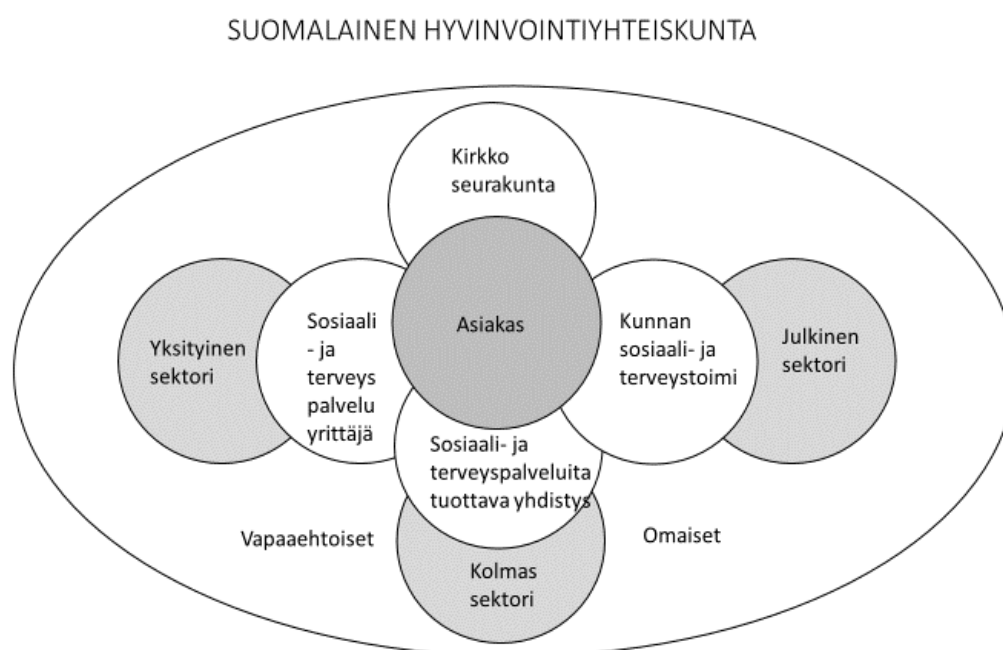 SUOMALAINEN HYVINVOINTIYHTEISKUNTA
Kirkko
seurakunta
Yksityinen
sektori
Sosiaali
- ja
terveys
palvelu
yrittäjä
Asiakas
Kunnan
sosiaali- ja
terveystoimi
Julkinen
sektori
Sosiaali- ja
terveyspalveluita
tuottava yhdistys
Vapaaehtoiset
Omaiset
Kolmas
sektori